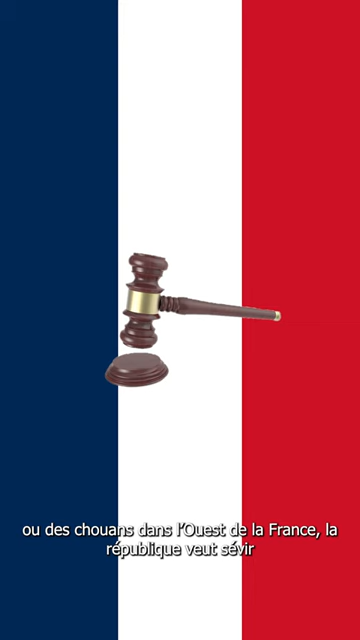 ou des chouans dans l'Ouest de la France, la
république veut sévir